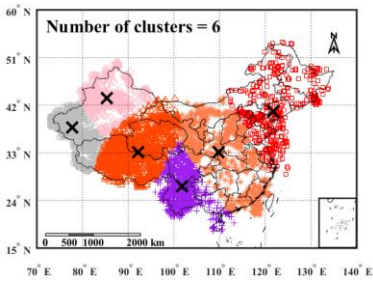 Number of clusters = 6
N
60° N
51° N
42° N
33° N
24° N
15° N
0 500 1000 2000 km
70° E 80° E 90° E 100° E 110° E 120° E 130° E 140° E